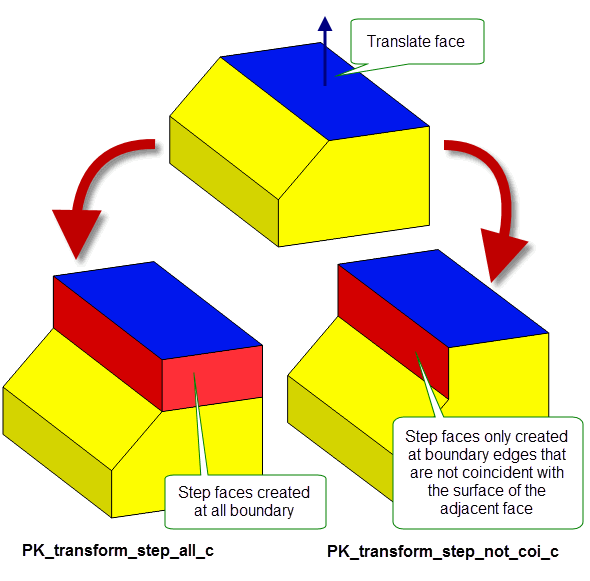 Translate face
Step faces created
at all boundary
Step faces only created
at boundary edges that
are not coincident with
the surface of the
adjacent face
PK_transform_step_all_c
PK_transform_step_not_coi_c